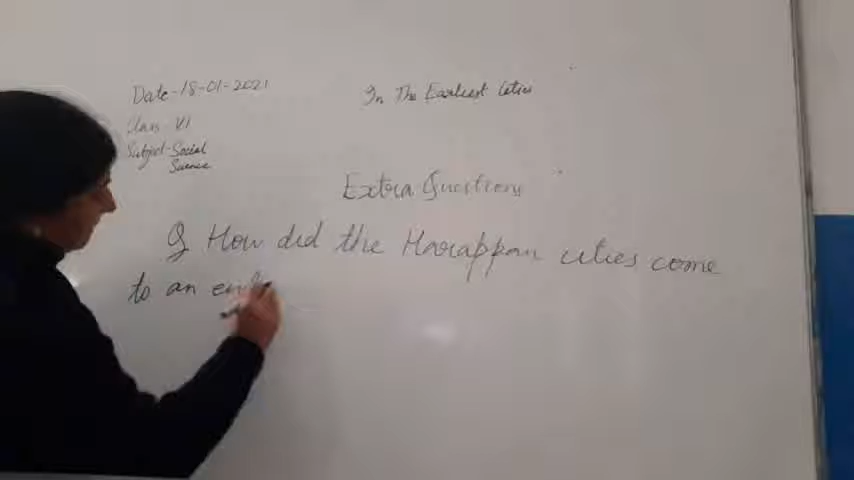 Date-18-01-2021
In The Earliest Cities
Class-VI
Subject-Social
Science
Extra Questions
Q How did the Harappan cities come
to an end